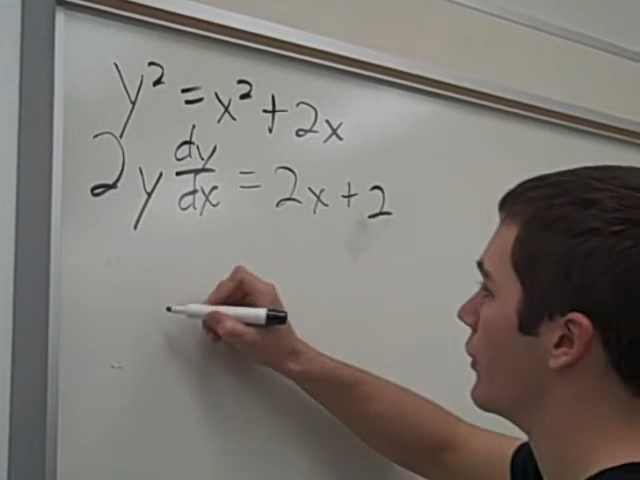 y² = x² + 2x
2y dy/dx = 2x + 2